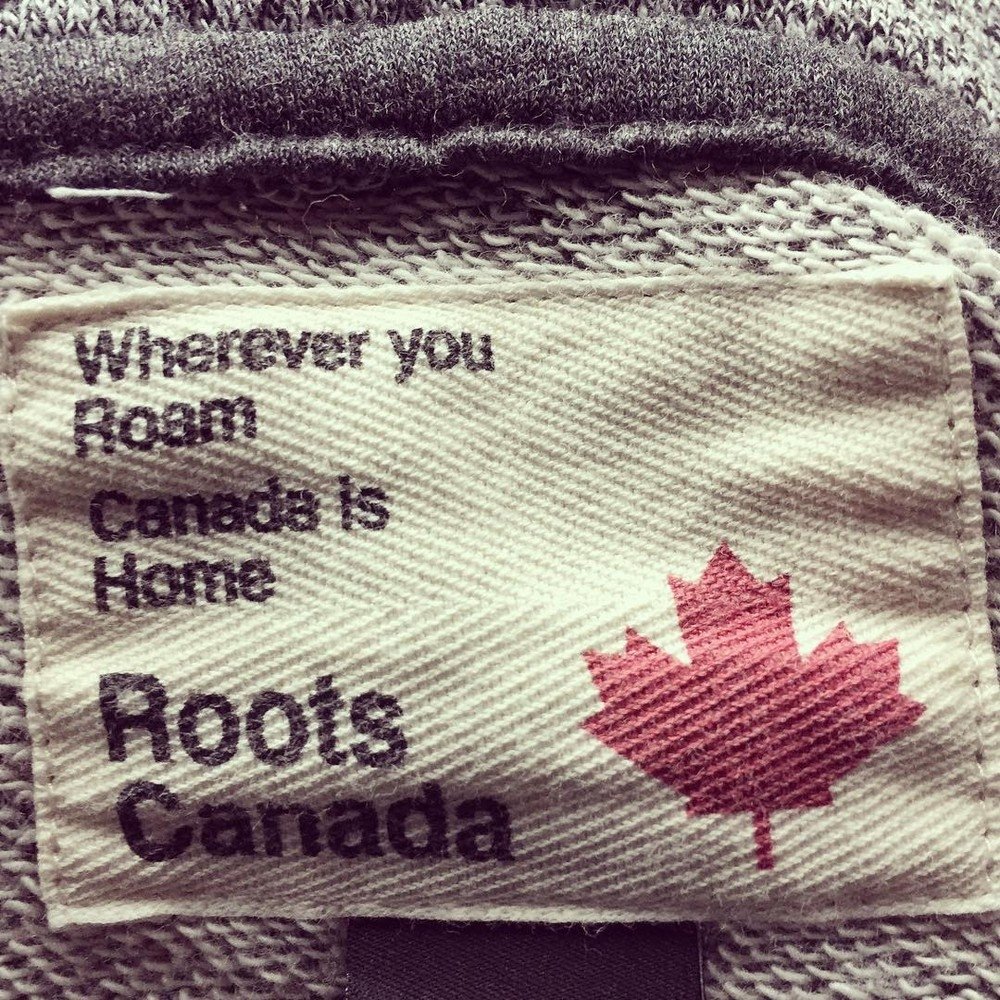 Wherever you
Roam
Canada is
Home
Roots
Canada